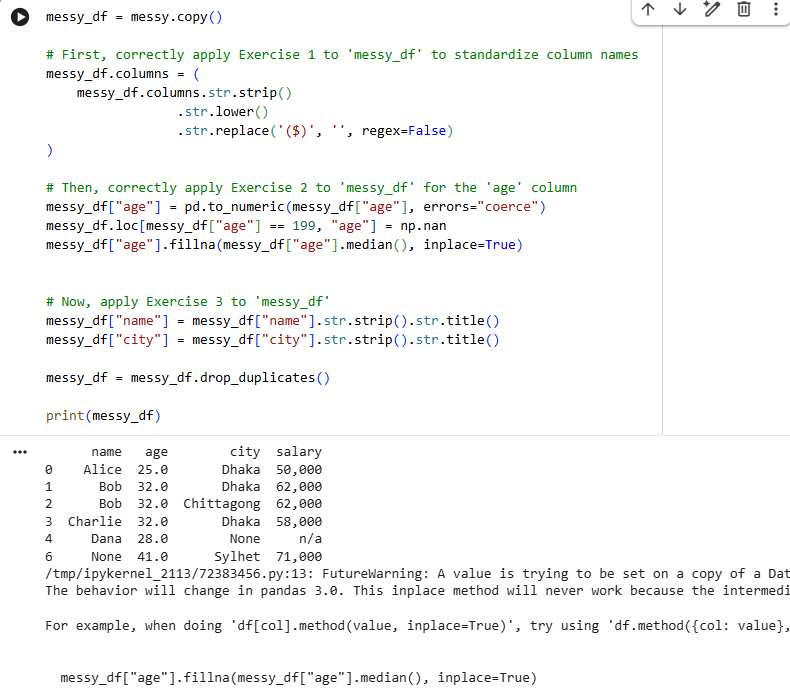 messy_df = messy.copy()
# First, correctly apply Exercise 1 to 'messy_df' to standardize column names
messy_df.columns = (
    messy_df.columns.str.strip()
                 .str.lower()
                 .str.replace('($)', '', regex=False)
)
# Then, correctly apply Exercise 2 to 'messy_df' for the 'age' column
messy_df["age"] = pd.to_numeric(messy_df["age"], errors="coerce")
messy_df.loc[messy_df["age"] == 199, "age"] = np.nan
messy_df["age"].fillna(messy_df["age"].median(), inplace=True)
# Now, apply Exercise 3 to 'messy_df'
messy_df["name"] = messy_df["name"].str.strip().str.title()
messy_df["city"] = messy_df["city"].str.strip().str.title()
messy_df = messy_df.drop_duplicates()
print(messy_df)
      name   age        city  salary
0    Alice  25.0       Dhaka  50,000
1      Bob  32.0       Dhaka  62,000
2      Bob  32.0  Chittagong  62,000
3  Charlie  32.0       Dhaka  58,000
4     Dana  28.0        None     n/a
6     None  41.0      Sylhet  71,000
/tmp/ipykernel_2113/72383456.py:13: FutureWarning: A value is trying to be set on a copy of a Dat
The behavior will change in pandas 3.0. This inplace method will never work because the intermedi
For example, when doing 'df[col].method(value, inplace=True)', try using 'df.method({col: value},
  messy_df["age"].fillna(messy_df["age"].median(), inplace=True)